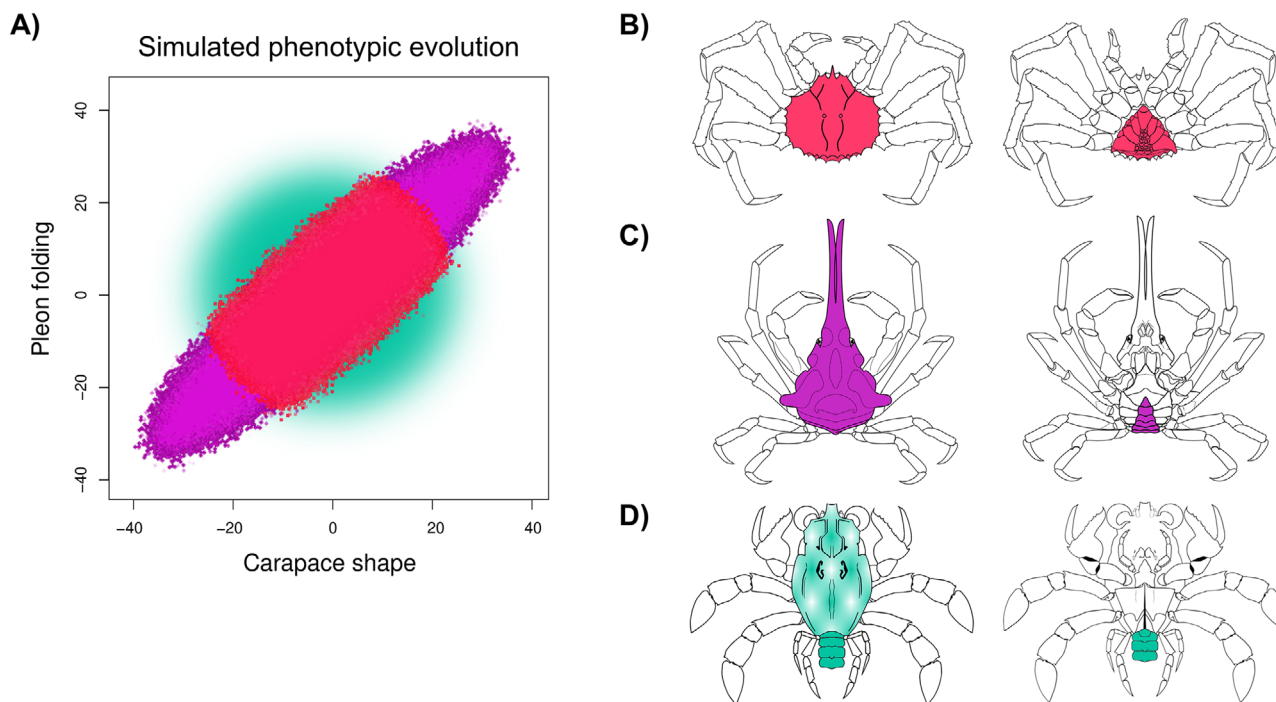 A)
Simulated phenotypic evolution
Pleon folding
40
20
0
−20
−40
−40 −20 0 20 40
Carapace shape
B)
C)
D)